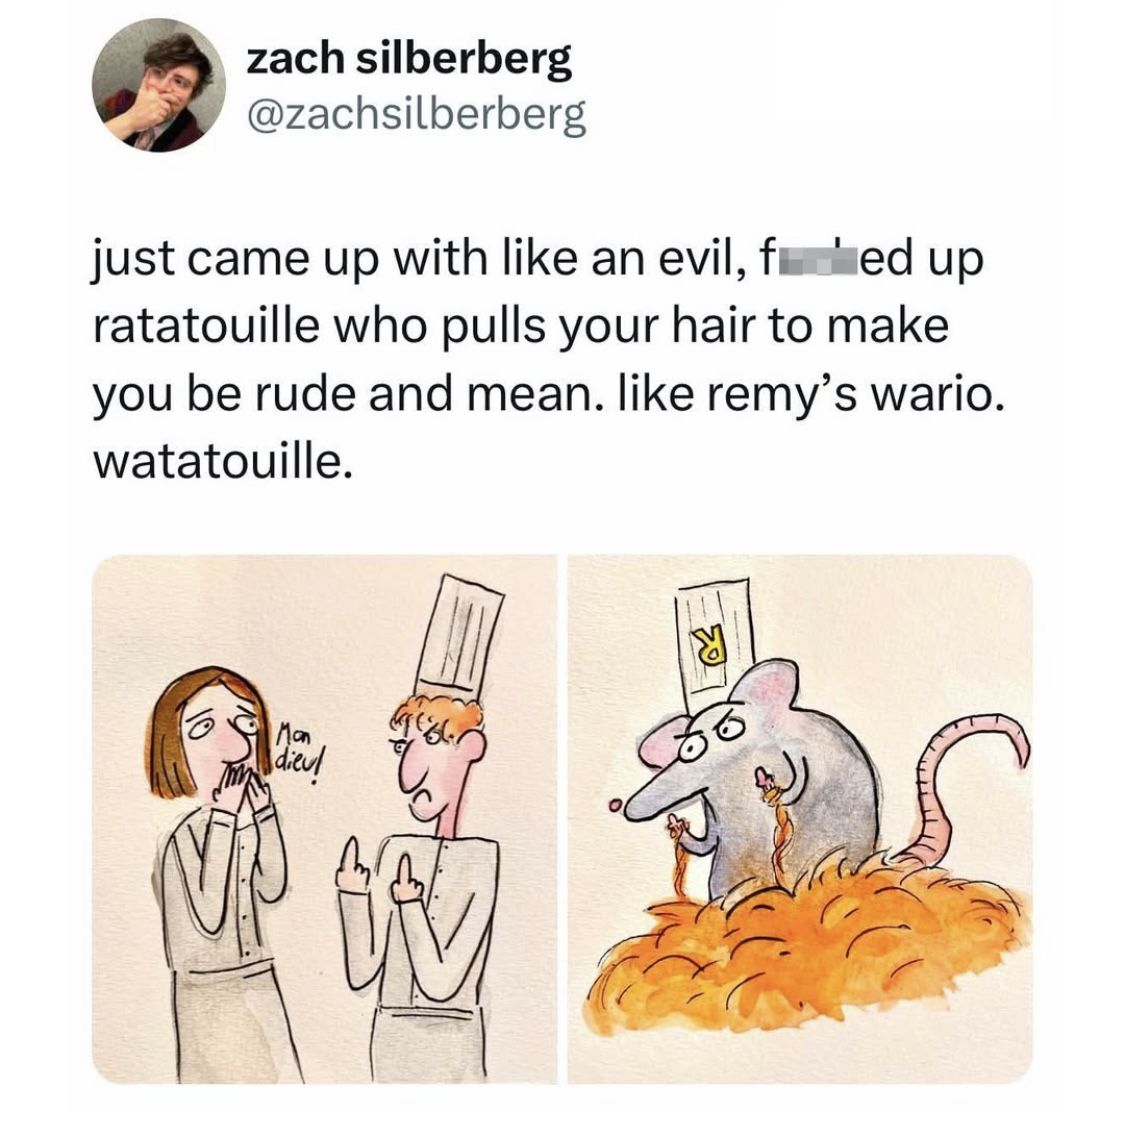 zach silberberg
@zachsilberberg
just came up with like an evil, f ed up
ratatouille who pulls your hair to make
you be rude and mean. like remy’s wario.
watatouille.
Mon
dieu!
R